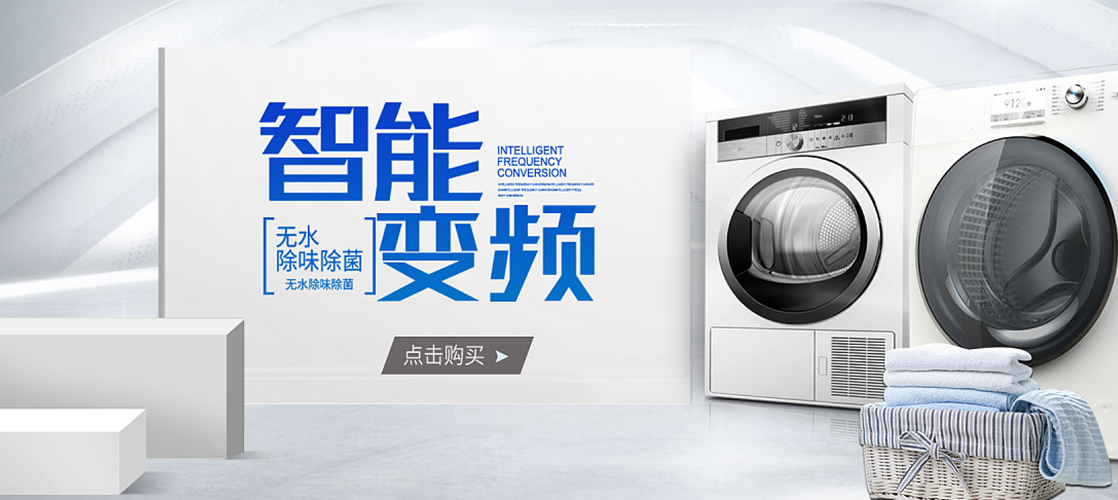 智能
INTELLIGENT
FREQUENCY
CONVERSION
变频
无水
除味除菌
无水除味除菌
点击购买